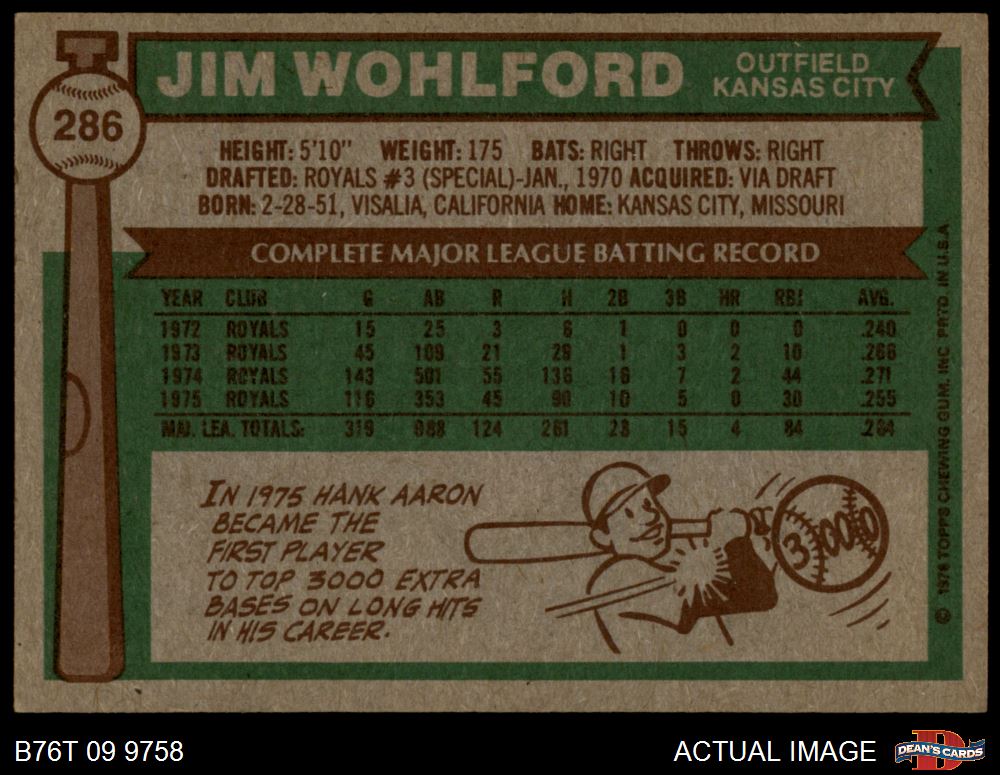 286
JIM WOHLFORD
OUTFIELD
KANSAS CITY
HEIGHT: 5'10" WEIGHT: 175 BATS: RIGHT THROWS: RIGHT
DRAFTED: ROYALS #3 (SPECIAL)-JAN., 1970 ACQUIRED: VIA DRAFT
BORN: 2-28-51, VISALIA, CALIFORNIA HOME: KANSAS CITY, MISSOURI
COMPLETE MAJOR LEAGUE BATTING RECORD
YEAR CLUB G AB R H 2B 3B HR RBI AVG.
1972 ROYALS 15 25 3 6 1 0 0 0 .240
1973 ROYALS 45 109 21 29 1 3 2 10 .266
1974 ROYALS 143 501 55 136 16 7 2 44 .271
1975 ROYALS 116 353 45 90 10 5 0 30 .255
MAJ. LEA. TOTALS: 319 988 124 261 28 15 4 84 .264
IN 1975 HANK AARON
BECAME THE
FIRST PLAYER
TO TOP 3000 EXTRA
BASES ON LONG HITS
IN HIS CAREER.
3000
© 1976 TOPPS CHEWING GUM, INC. PRTD. IN U.S.A
B76T 09 9758
ACTUAL IMAGE
D
DEAN'S CARDS